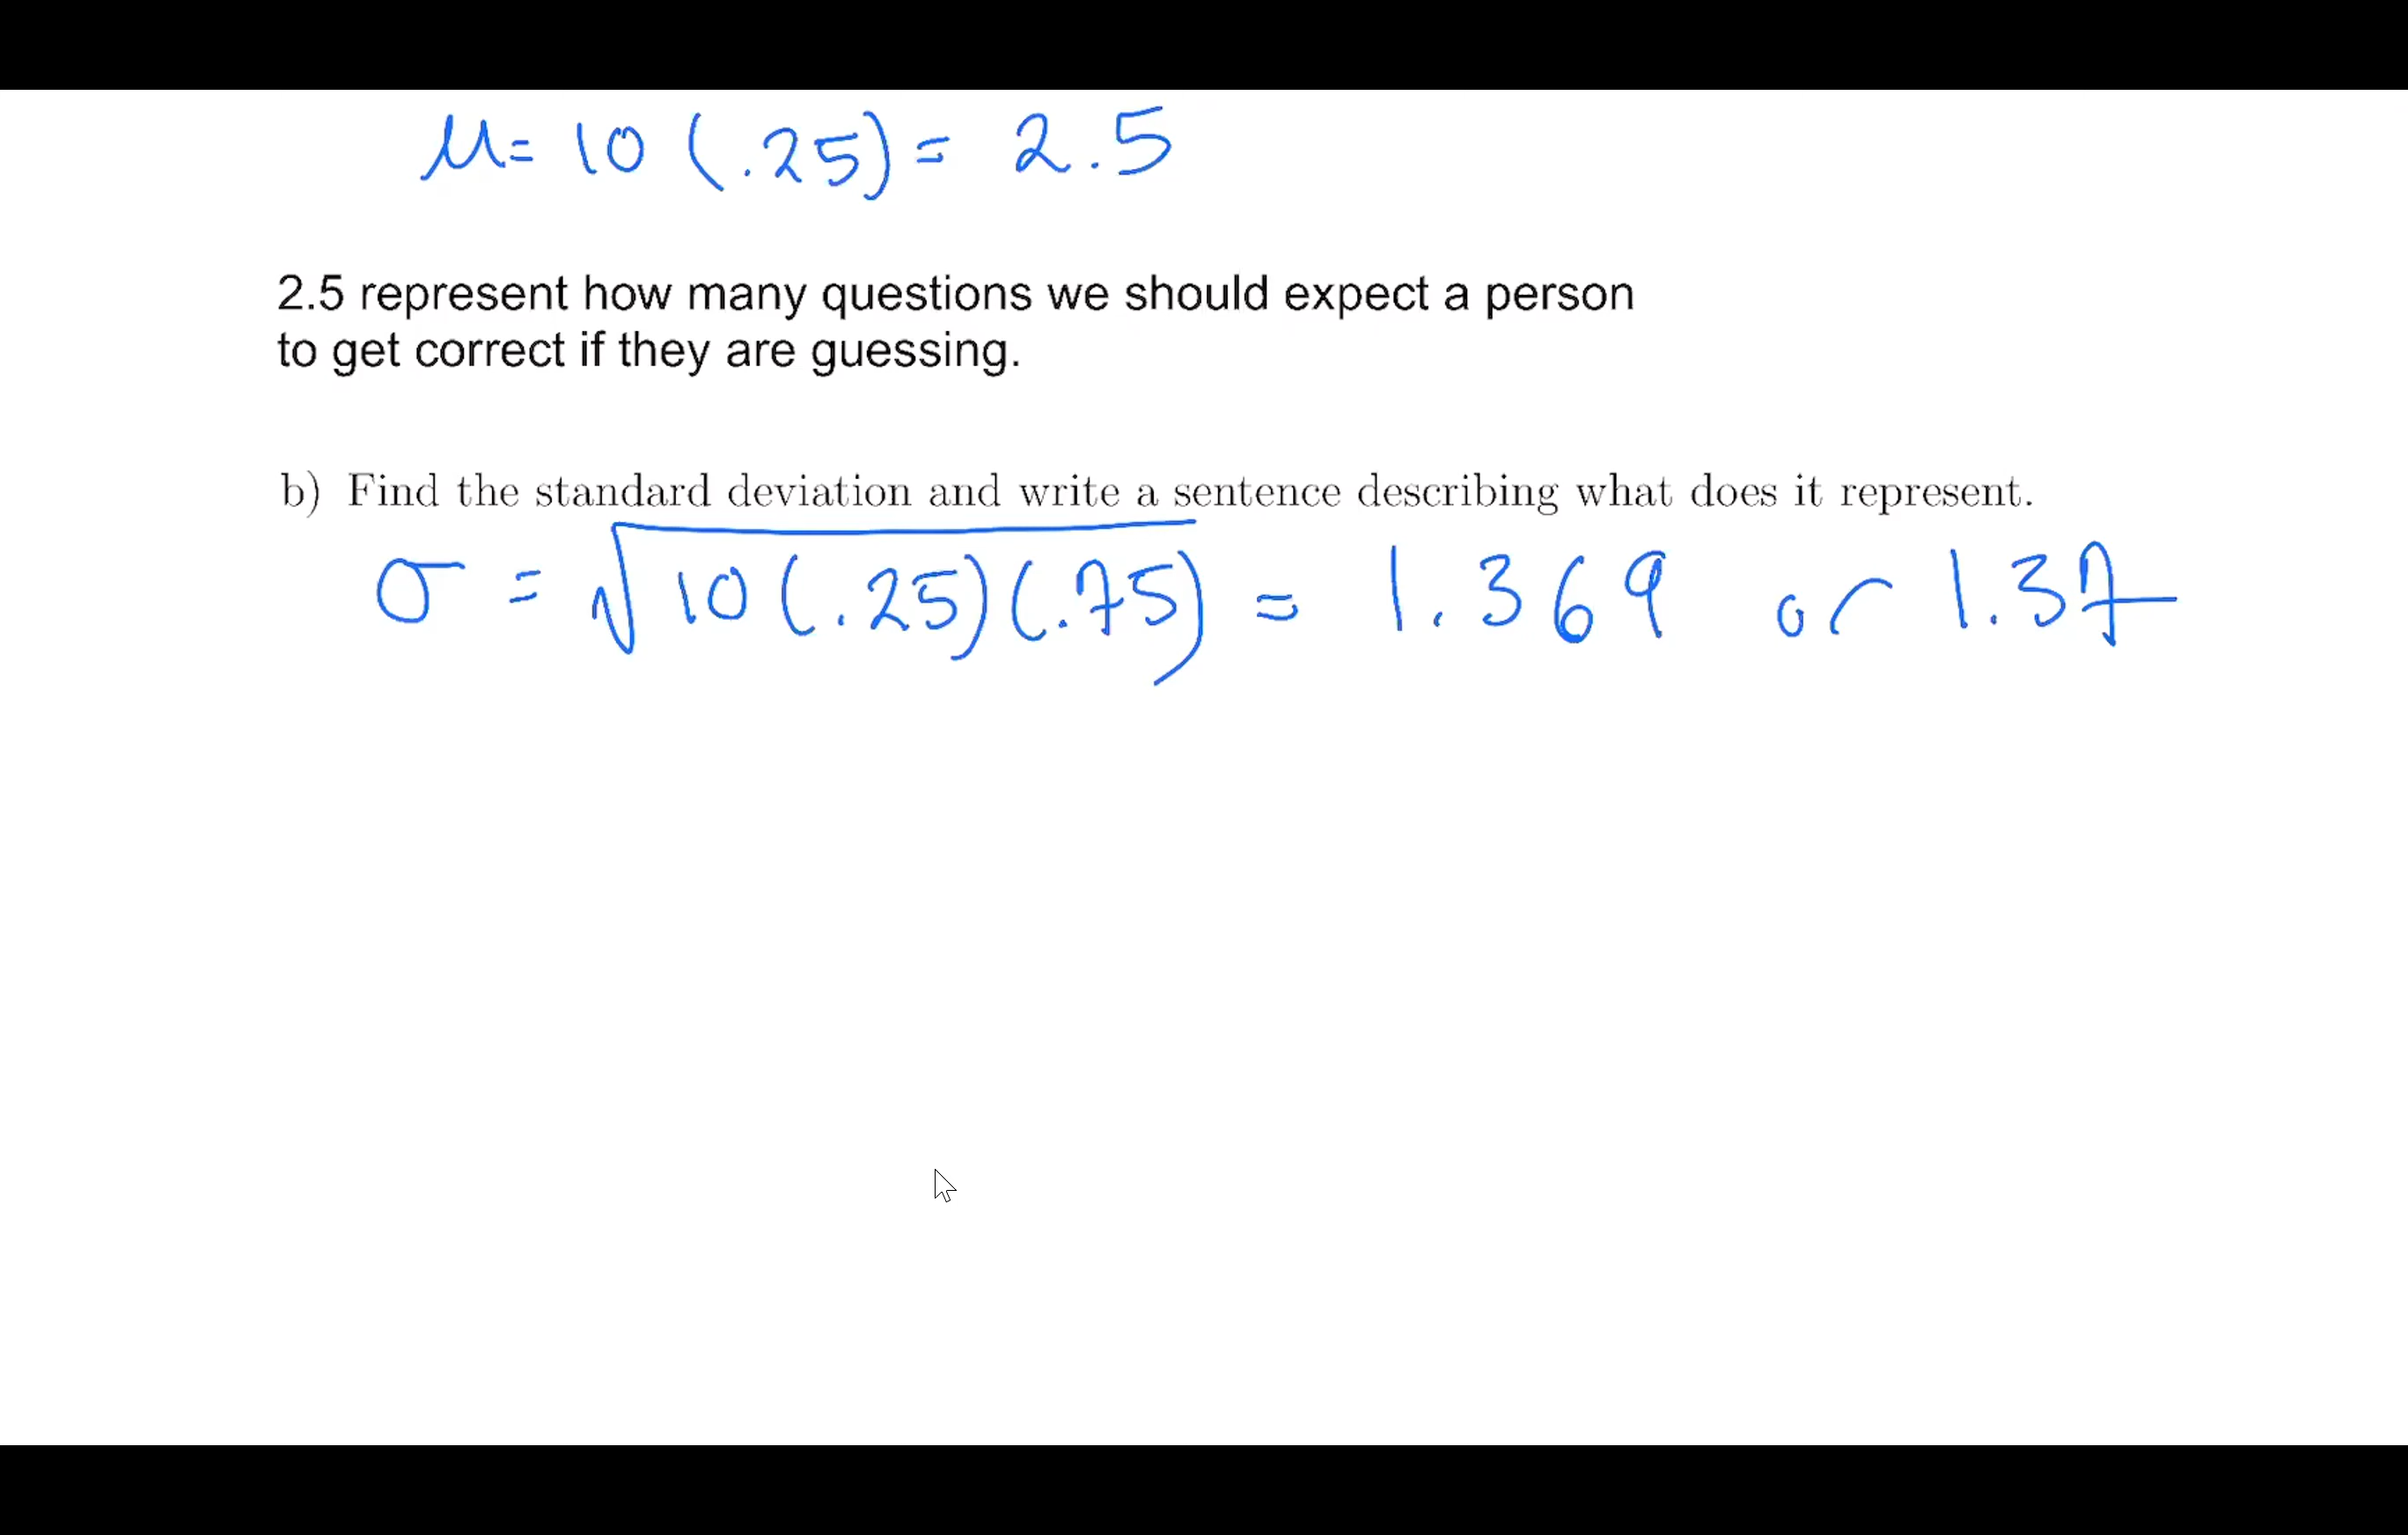 μ= 10 (.25) = 2.5
2.5 represent how many questions we should expect a person
to get correct if they are guessing.
b) Find the standard deviation and write a sentence describing what does it represent.
σ = √10(.25)(.75) = 1.369 or 1.37